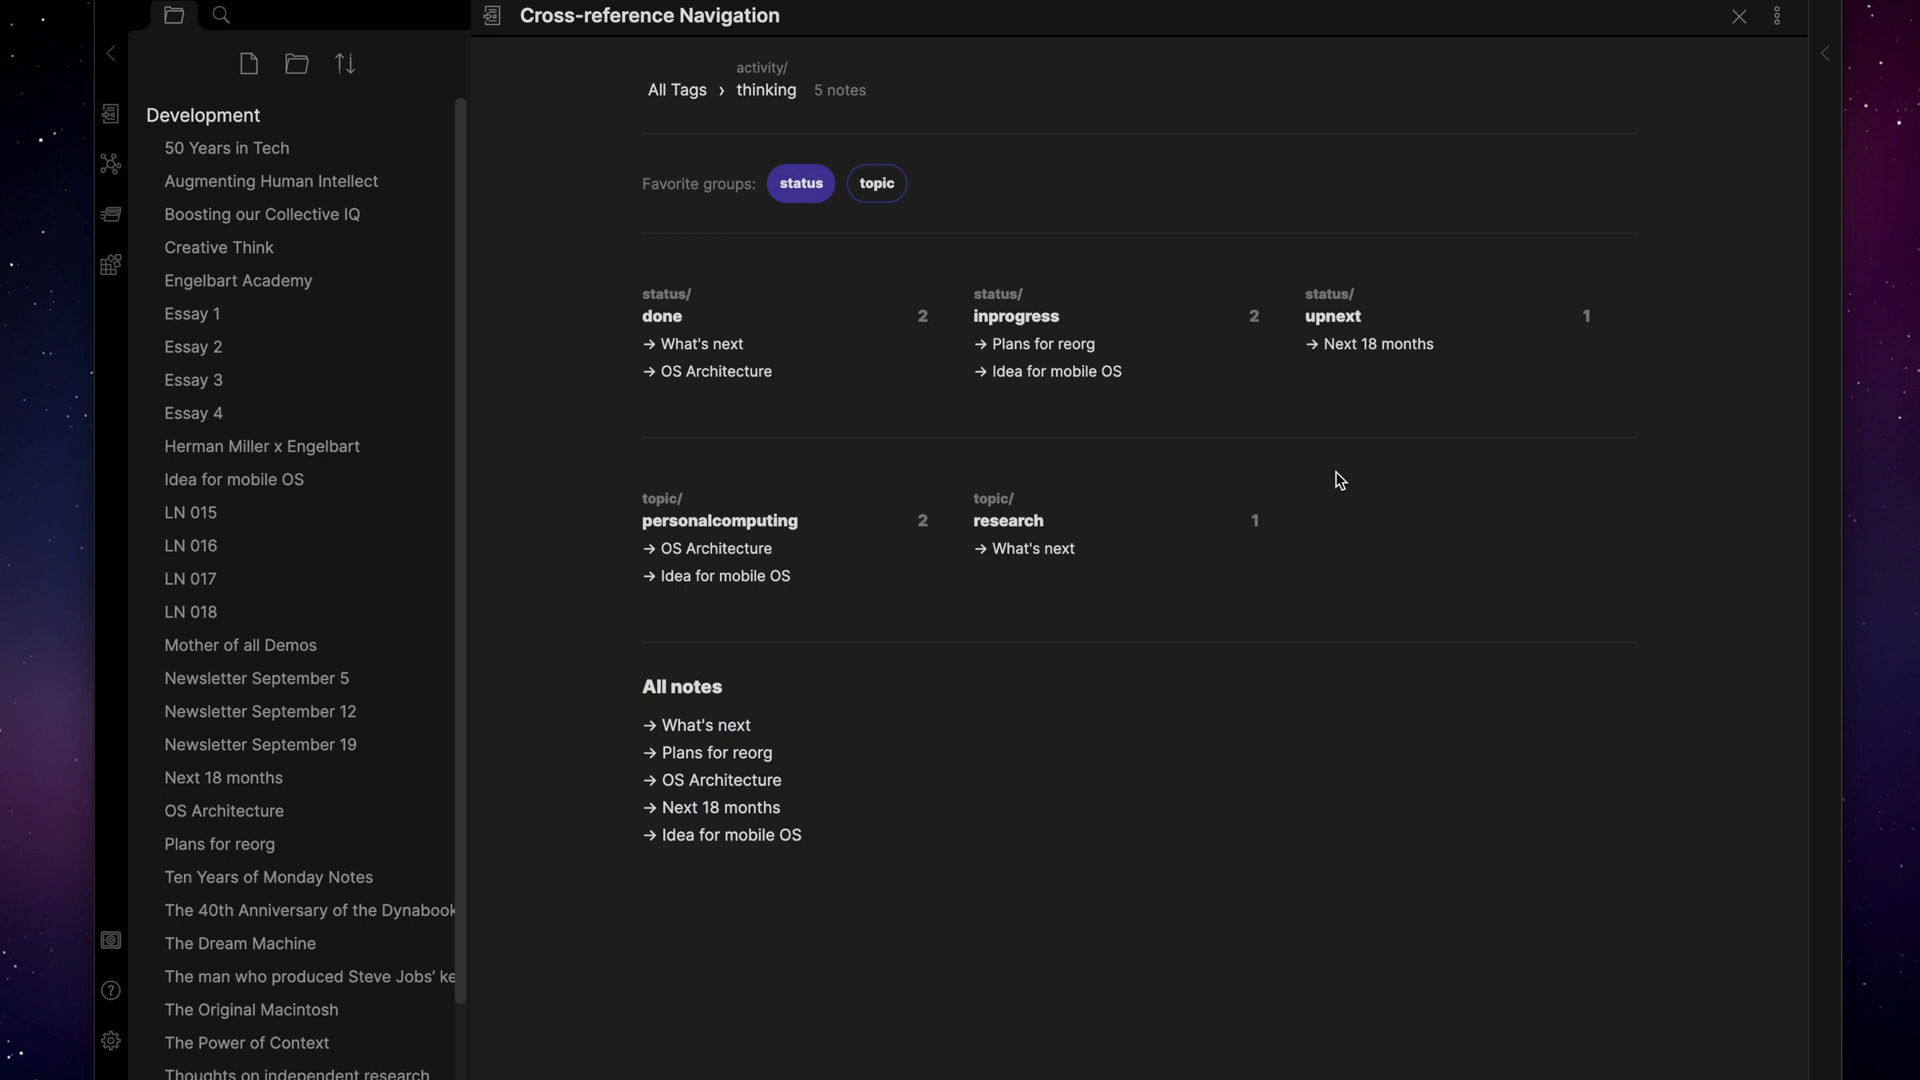 Cross-reference Navigation
Development
50 Years in Tech
Augmenting Human Intellect
Boosting our Collective IQ
Creative Think
Engelbart Academy
Essay 1
Essay 2
Essay 3
Essay 4
Herman Miller x Engelbart
Idea for mobile OS
LN 015
LN 016
LN 017
LN 018
Mother of all Demos
Newsletter September 5
Newsletter September 12
Newsletter September 19
Next 18 months
OS Architecture
Plans for reorg
Ten Years of Monday Notes
The 40th Anniversary of the Dynabook
The Dream Machine
The man who produced Steve Jobs’ ke
The Original Macintosh
The Power of Context
Thoughts on independent research
activity/
All Tags › thinking 5 notes
Favorite groups: status topic
status/
done 2
→ What's next
→ OS Architecture
status/
inprogress 2
→ Plans for reorg
→ Idea for mobile OS
status/
upnext 1
→ Next 18 months
topic/
personalcomputing 2
→ OS Architecture
→ Idea for mobile OS
topic/
research 1
→ What's next
All notes
→ What's next
→ Plans for reorg
→ OS Architecture
→ Next 18 months
→ Idea for mobile OS